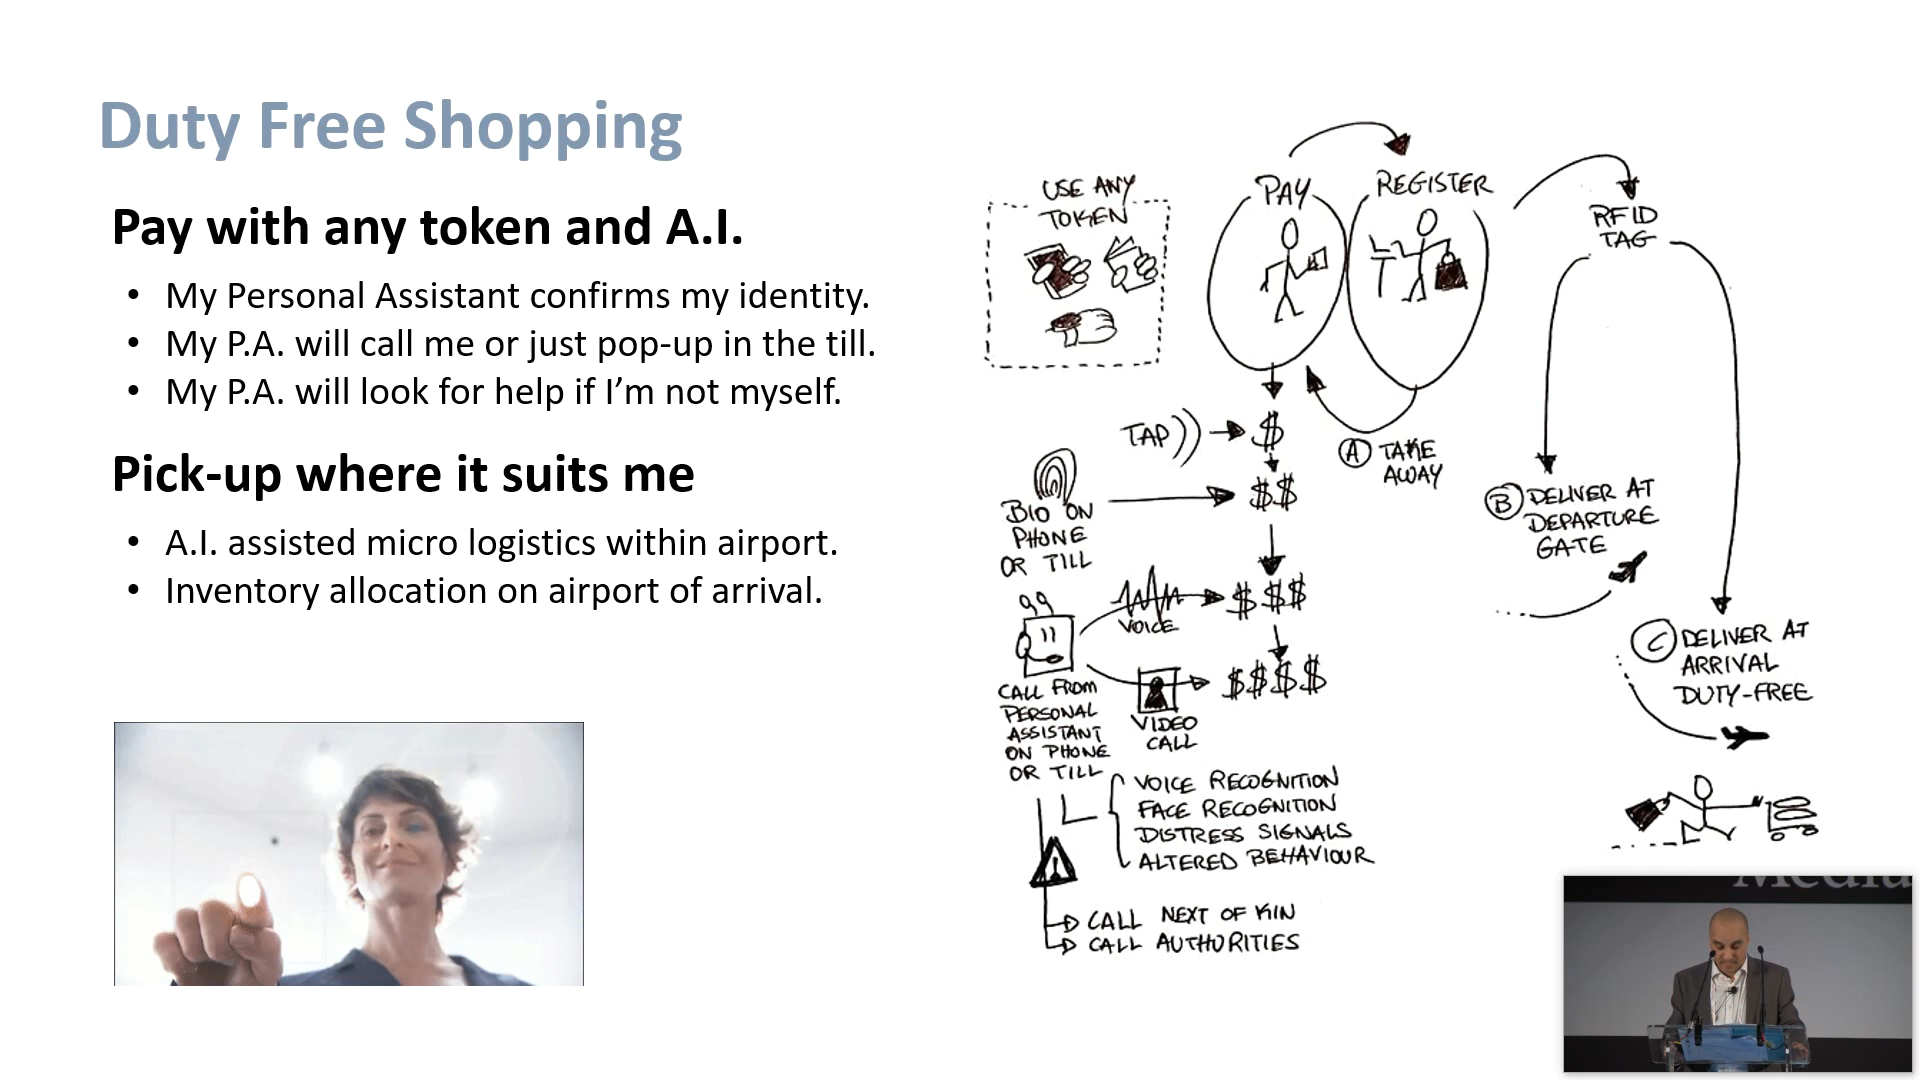 Duty Free Shopping
Pay with any token and A.I.
• My Personal Assistant confirms my identity.
• My P.A. will call me or just pop-up in the till.
• My P.A. will look for help if I’m not myself.
Pick-up where it suits me
• A.I. assisted micro logistics within airport.
• Inventory allocation on airport of arrival.
USE ANY
TOKEN
PAY
REGISTER
RFID
TAG
TAP
$
A TAKE
AWAY
BIO ON
PHONE
OR TILL
$$
B DELIVER AT
DEPARTURE
GATE
VOICE
$$$
CALL FROM
PERSONAL
ASSISTANT
ON PHONE
OR TILL
VIDEO
CALL
$$$$
C DELIVER AT
ARRIVAL
DUTY-FREE
VOICE RECOGNITION
FACE RECOGNITION
DISTRESS SIGNALS
ALTERED BEHAVIOUR
CALL NEXT OF KIN
CALL AUTHORITIES